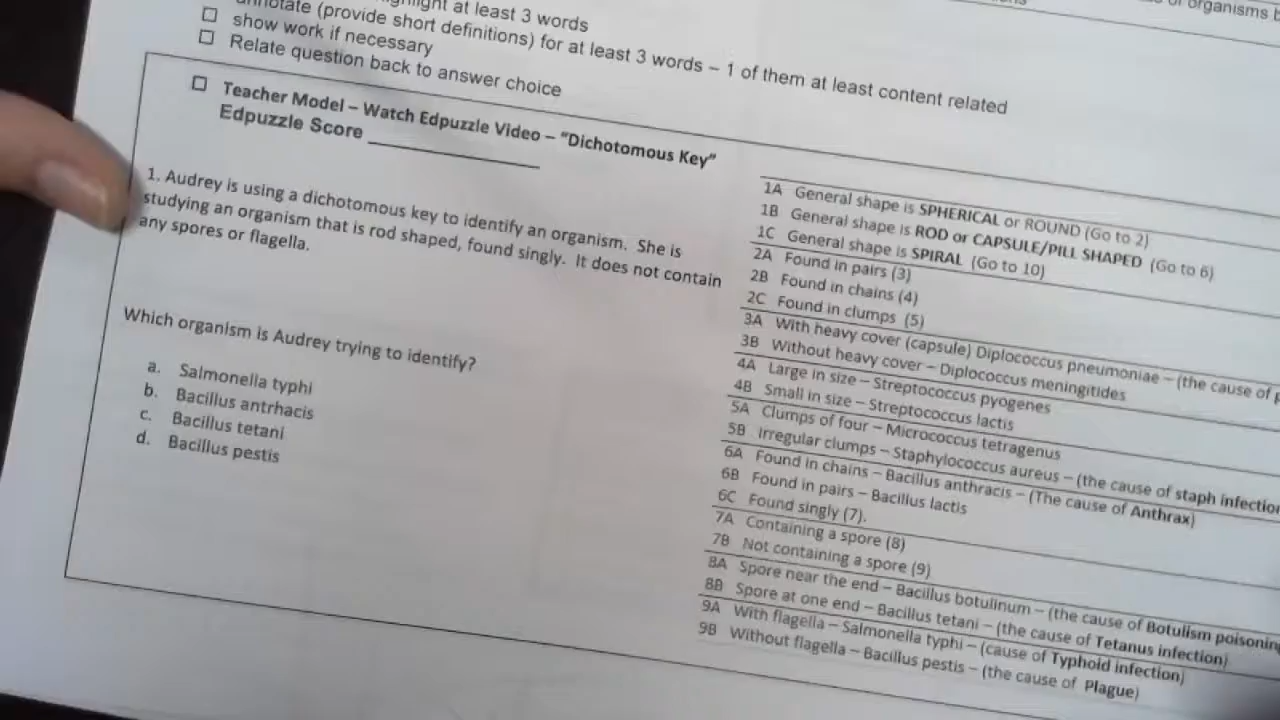 at least 3 words
(provide short definitions) for at least 3 words – 1 of them at least content related
show work if necessary
Relate question back to answer choice
Teacher Model – Watch Edpuzzle Video – “Dichotomous Key”
Edpuzzle Score
1. Audrey is using a dichotomous key to identify an organism. She is
studying an organism that is rod shaped, found singly. It does not contain
any spores or flagella.
Which organism is Audrey trying to identify?
a. Salmonella typhi
b. Bacillus antrhacis
c. Bacillus tetani
d. Bacillus pestis
of organisms
1A General shape is SPHERICAL or ROUND (Go to 2)
1B General shape is ROD or CAPSULE/PILL SHAPED (Go to 6)
1C General shape is SPIRAL (Go to 10)
2A Found in pairs (3)
2B Found in chains (4)
2C Found in clumps (5)
3A With heavy cover (capsule) Diplococcus pneumoniae – (the cause of
3B Without heavy cover – Diplococcus meningitides
4A Large in size – Streptococcus pyogenes
4B Small in size – Streptococcus lactis
5A Clumps of four – Micrococcus tetragenus
5B Irregular clumps – Staphylococcus aureus – (the cause of staph
6A Found in chains – Bacillus anthracis – (The cause of Anthrax)
6B Found in pairs – Bacillus lactis
6C Found singly (7).
7A Containing a spore (8)
7B Not containing a spore (9)
8A Spore near the end – Bacillus botulinum – (the cause of Botulism poisoning
8B Spore at one end – Bacillus tetani – (the cause of Tetanus infection)
9A With flagella – Salmonella typhi – (cause of Typhoid infection)
9B Without flagella – Bacillus pestis – (the cause of Plague)